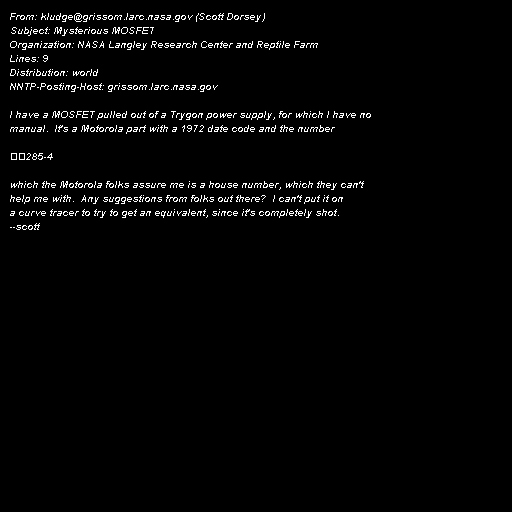 From: kludge@grissom.larc.nasa.gov (Scott Dorsey)
Subject: Mysterious MOSFET
Organization: NASA Langley Research Center and Reptile Farm
Lines: 9
Distribution: world
NNTP-Posting-Host: grissom.larc.nasa.gov

I have a MOSFET pulled out of a Trygon power supply, for which I have no
manual.  It's a Motorola part with a 1972 date code and the number

□□285-4

which the Motorola folks assure me is a house number, which they can't
help me with.  Any suggestions from folks out there?  I can't put it on
a curve tracer to try to get an equivalent, since it's completely shot.
--scott